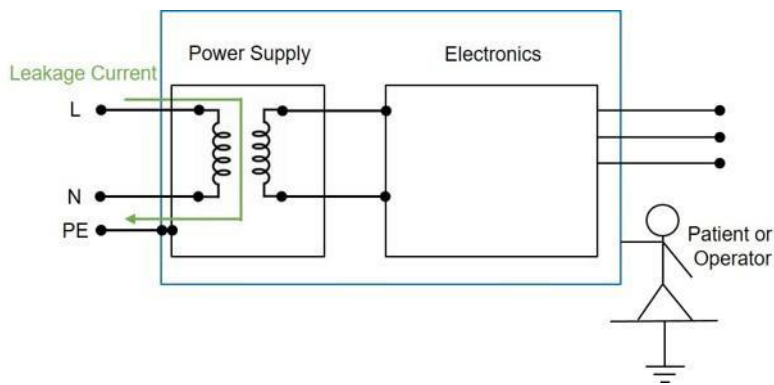 Power Supply
Electronics
Leakage Current
L
N
PE
Patient or
Operator